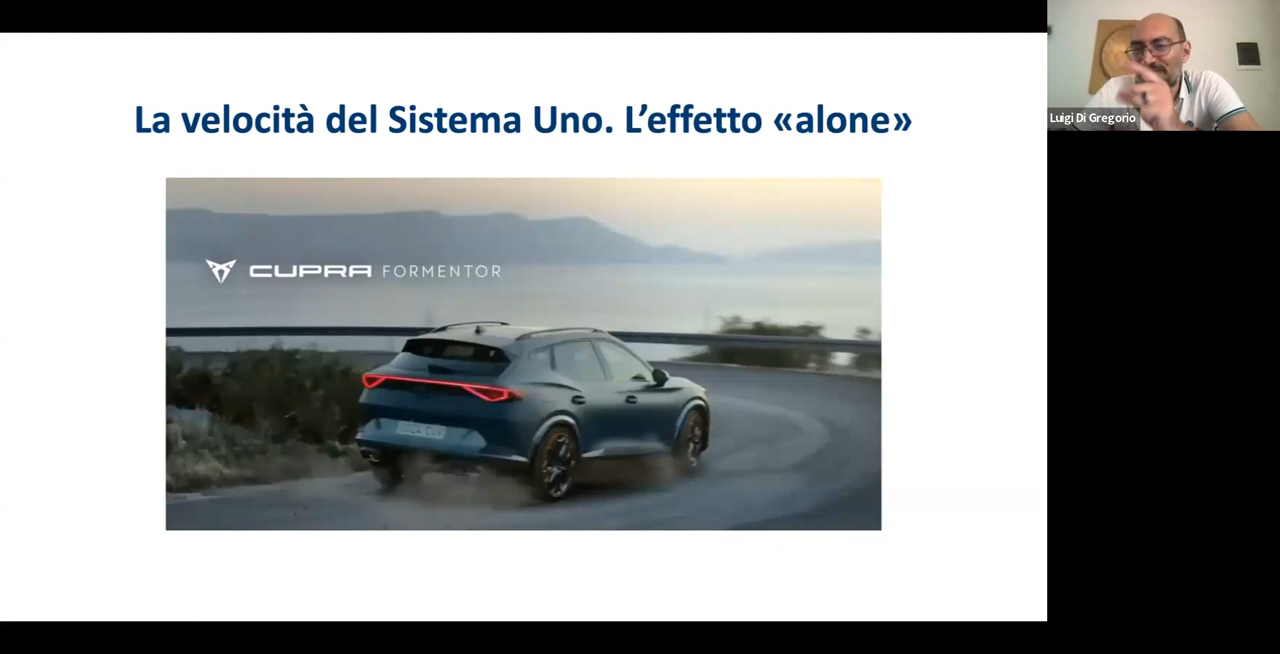 La velocità del Sistema Uno. L’effetto «alone»
CUPRA FORMENTOR
Luigi Di Gregorio